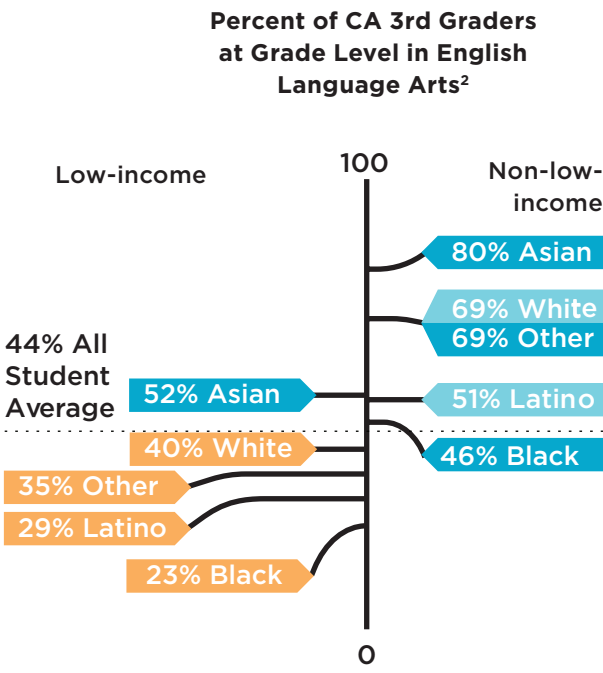 Percent of CA 3rd Graders
at Grade Level in English
Language Arts²
Low-income
100
Non-low-
income
80% Asian
69% White
69% Other
44% All
Student
Average
52% Asian
51% Latino
40% White
46% Black
35% Other
29% Latino
23% Black
0